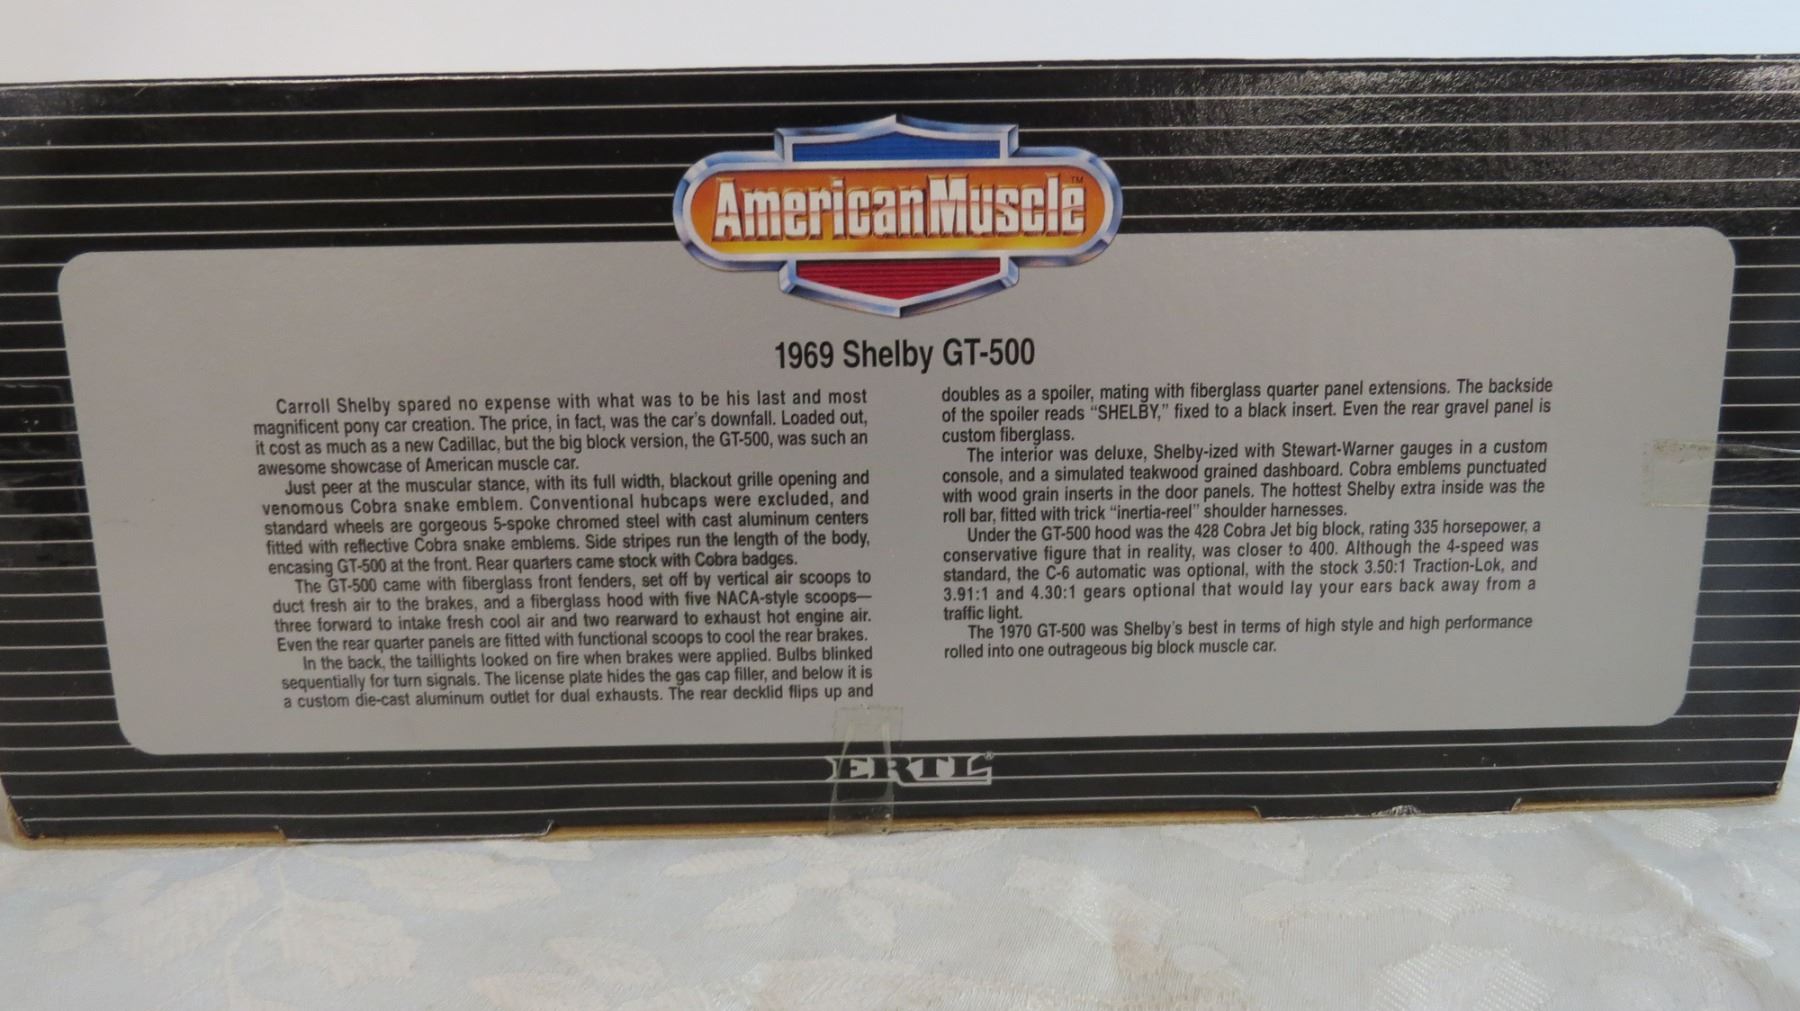 AmericanMuscle™
1969 Shelby GT-500
Carroll Shelby spared no expense with what was to be his last and most
magnificent pony car creation. The price, in fact, was the car's downfall. Loaded out,
it cost as much as a new Cadillac, but the big block version, the GT-500, was such an
awesome showcase of American muscle car.
Just peer at the muscular stance, with its full width, blackout grille opening and
venomous Cobra snake emblem. Conventional hubcaps were excluded, and
standard wheels are gorgeous 5-spoke chromed steel with cast aluminum centers
fitted with reflective Cobra snake emblems. Side stripes run the length of the body,
encasing GT-500 at the front. Rear quarters came stock with Cobra badges.
The GT-500 came with fiberglass front fenders, set off by vertical air scoops to
duct fresh air to the brakes, and a fiberglass hood with five NACA-style scoops—
three forward to intake fresh cool air and two rearward to exhaust hot engine air.
Even the rear quarter panels are fitted with functional scoops to cool the rear brakes.
In the back, the taillights looked on fire when brakes were applied. Bulbs blinked
sequentially for turn signals. The license plate hides the gas cap filler, and below it is
a custom die-cast aluminum outlet for dual exhausts. The rear decklid flips up and
doubles as a spoiler, mating with fiberglass quarter panel extensions. The backside
of the spoiler reads "SHELBY," fixed to a black insert. Even the rear gravel panel is
custom fiberglass.
The interior was deluxe, Shelby-ized with Stewart-Warner gauges in a custom
console, and a simulated teakwood grained dashboard. Cobra emblems punctuated
with wood grain inserts in the door panels. The hottest Shelby extra inside was the
roll bar, fitted with trick "inertia-reel" shoulder harnesses.
Under the GT-500 hood was the 428 Cobra Jet big block, rating 335 horsepower, a
conservative figure that in reality, was closer to 400. Although the 4-speed was
standard, the C-6 automatic was optional, with the stock 3.50:1 Traction-Lok, and
3.91:1 and 4.30:1 gears optional that would lay your ears back away from a
traffic light.
The 1970 GT-500 was Shelby's best in terms of high style and high performance
rolled into one outrageous big block muscle car.
ERTL®